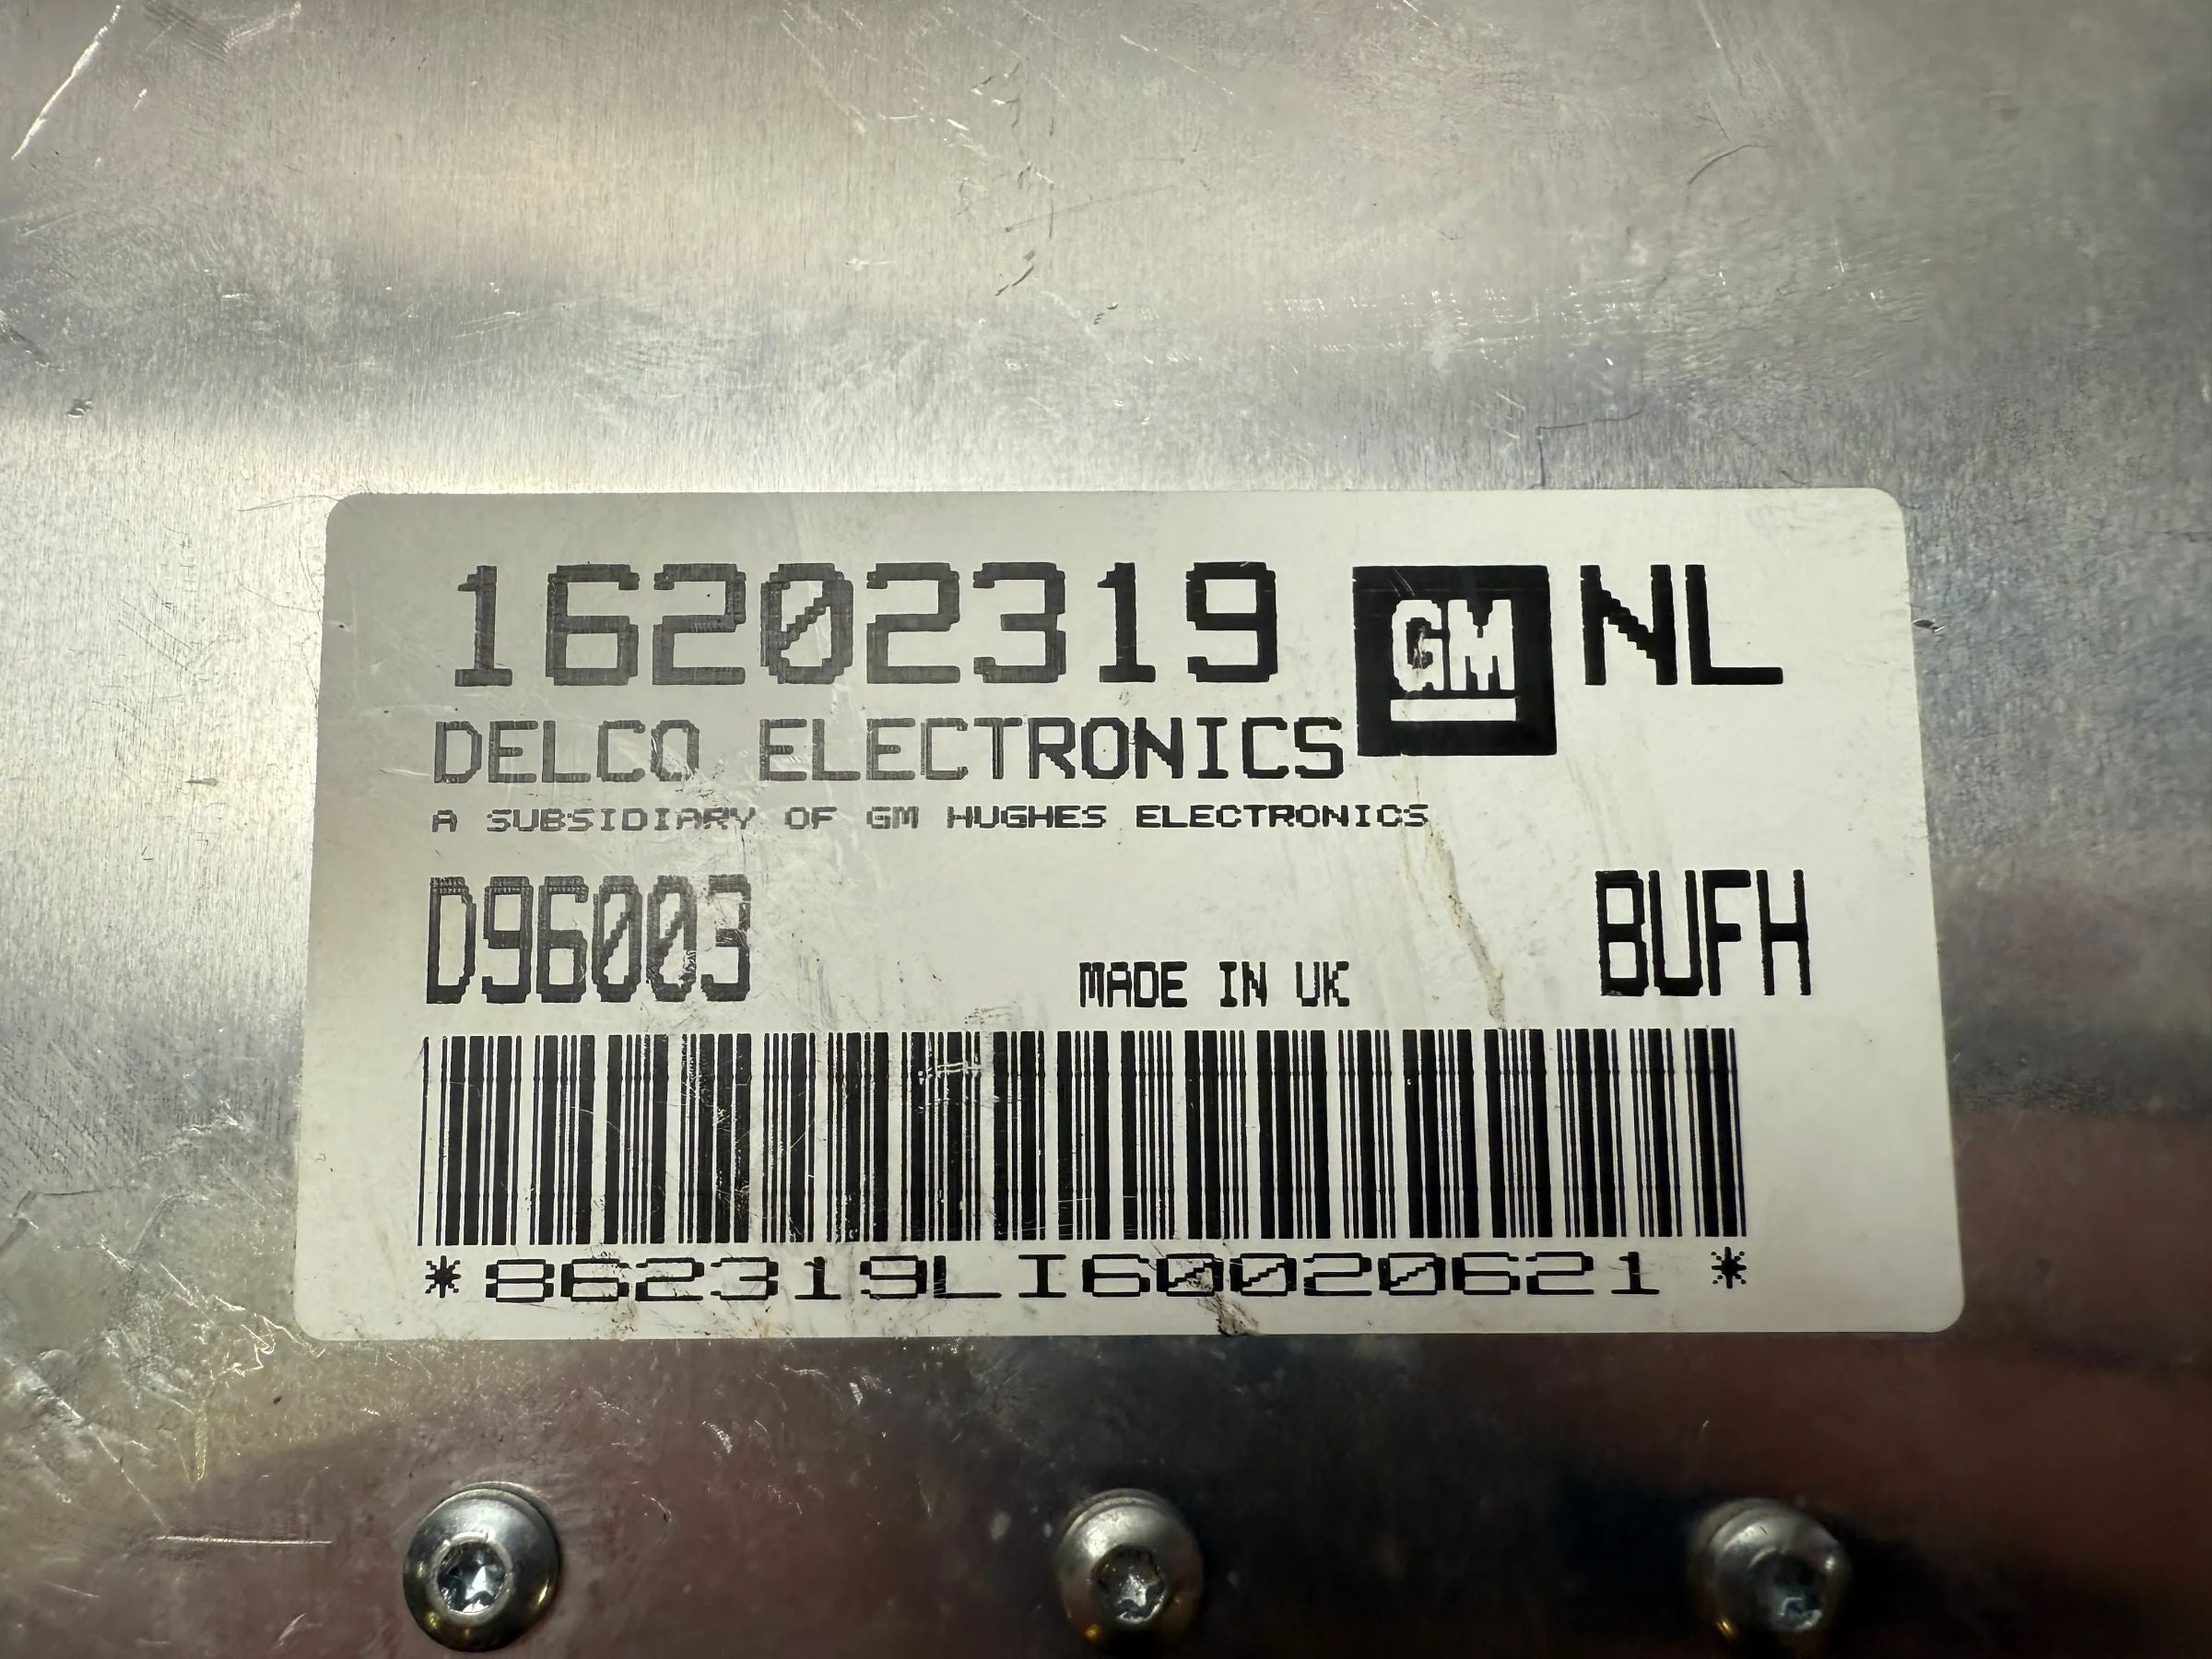 16202319 GM NL
DELCO ELECTRONICS
A SUBSIDIARY OF GM HUGHES ELECTRONICS
D96003 BUFH
MADE IN UK
*862319LI60020621*